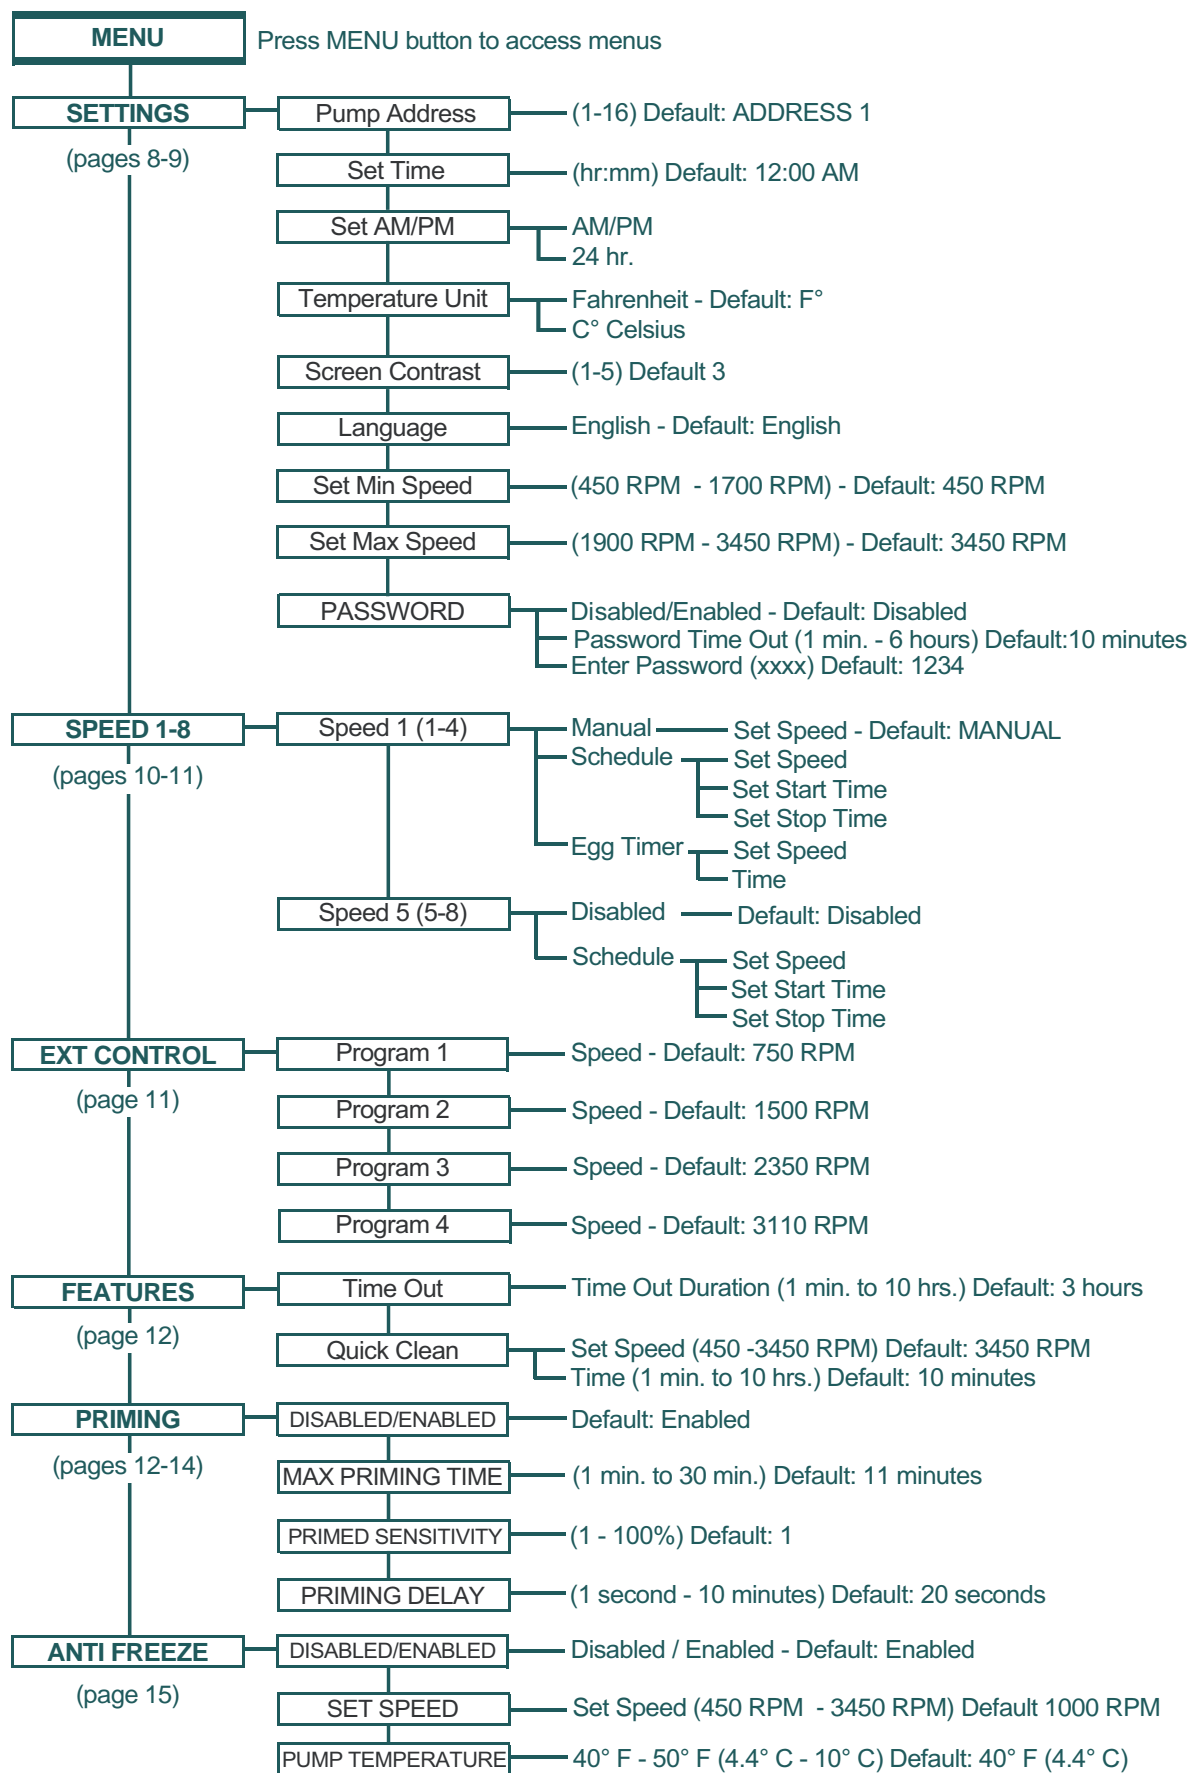 MENU
Press MENU button to access menus
SETTINGS
(pages 8-9)
Pump Address
(1-16) Default: ADDRESS 1
Set Time
(hr:mm) Default: 12:00 AM
Set AM/PM
AM/PM
24 hr.
Temperature Unit
Fahrenheit - Default: F°
C° Celsius
Screen Contrast
(1-5) Default 3
Language
English - Default: English
Set Min Speed
(450 RPM - 1700 RPM) - Default: 450 RPM
Set Max Speed
(1900 RPM - 3450 RPM) - Default: 3450 RPM
PASSWORD
Disabled/Enabled - Default: Disabled
Password Time Out (1 min. - 6 hours) Default:10 minutes
Enter Password (xxxx) Default: 1234
SPEED 1-8
(pages 10-11)
Speed 1 (1-4)
Manual
Set Speed - Default: MANUAL
Schedule
Set Speed
Set Start Time
Set Stop Time
Egg Timer
Set Speed
Time
Speed 5 (5-8)
Disabled
Default: Disabled
Schedule
Set Speed
Set Start Time
Set Stop Time
EXT CONTROL
(page 11)
Program 1
Speed - Default: 750 RPM
Program 2
Speed - Default: 1500 RPM
Program 3
Speed - Default: 2350 RPM
Program 4
Speed - Default: 3110 RPM
FEATURES
(page 12)
Time Out
Time Out Duration (1 min. to 10 hrs.) Default: 3 hours
Quick Clean
Set Speed (450 -3450 RPM) Default: 3450 RPM
Time (1 min. to 10 hrs.) Default: 10 minutes
PRIMING
(pages 12-14)
DISABLED/ENABLED
Default: Enabled
MAX PRIMING TIME
(1 min. to 30 min.) Default: 11 minutes
PRIMED SENSITIVITY
(1 - 100%) Default: 1
PRIMING DELAY
(1 second - 10 minutes) Default: 20 seconds
ANTI FREEZE
(page 15)
DISABLED/ENABLED
Disabled / Enabled - Default: Enabled
SET SPEED
Set Speed (450 RPM - 3450 RPM) Default 1000 RPM
PUMP TEMPERATURE
40° F - 50° F (4.4° C - 10° C) Default: 40° F (4.4° C)